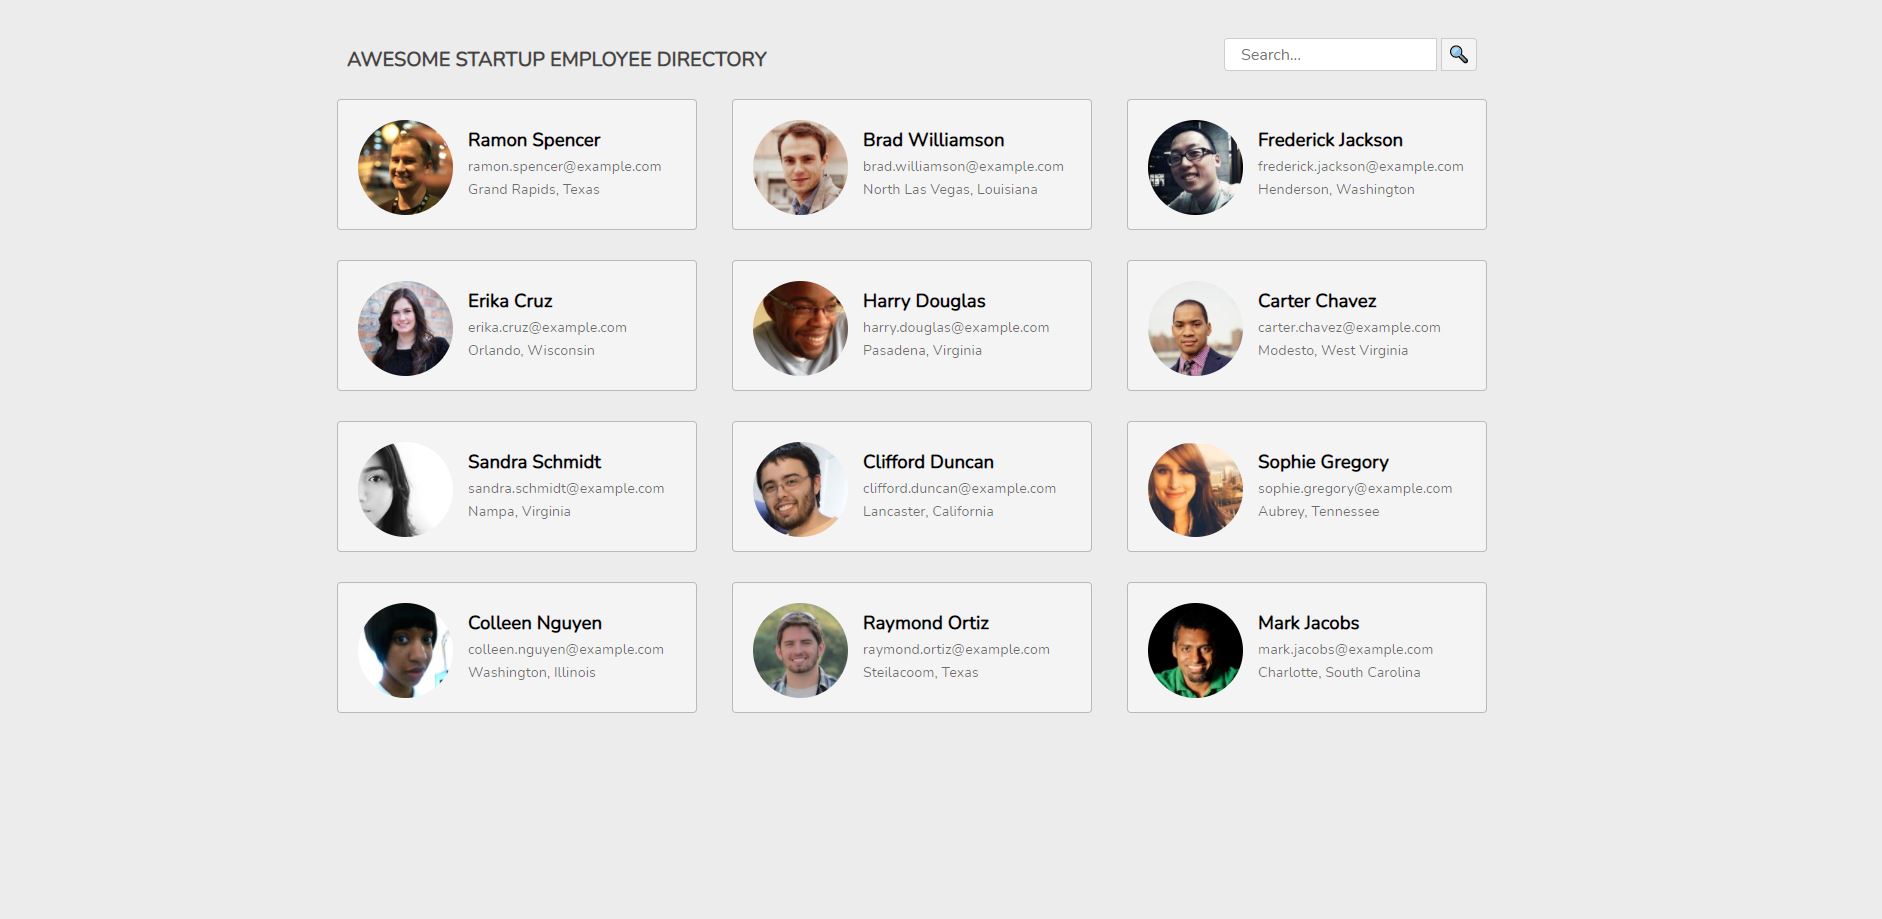 AWESOME STARTUP EMPLOYEE DIRECTORY
Search...
Ramon Spencer
ramon.spencer@example.com
Grand Rapids, Texas
Brad Williamson
brad.williamson@example.com
North Las Vegas, Louisiana
Frederick Jackson
frederick.jackson@example.com
Henderson, Washington
Erika Cruz
erika.cruz@example.com
Orlando, Wisconsin
Harry Douglas
harry.douglas@example.com
Pasadena, Virginia
Carter Chavez
carter.chavez@example.com
Modesto, West Virginia
Sandra Schmidt
sandra.schmidt@example.com
Nampa, Virginia
Clifford Duncan
clifford.duncan@example.com
Lancaster, California
Sophie Gregory
sophie.gregory@example.com
Aubrey, Tennessee
Colleen Nguyen
colleen.nguyen@example.com
Washington, Illinois
Raymond Ortiz
raymond.ortiz@example.com
Steilacoom, Texas
Mark Jacobs
mark.jacobs@example.com
Charlotte, South Carolina